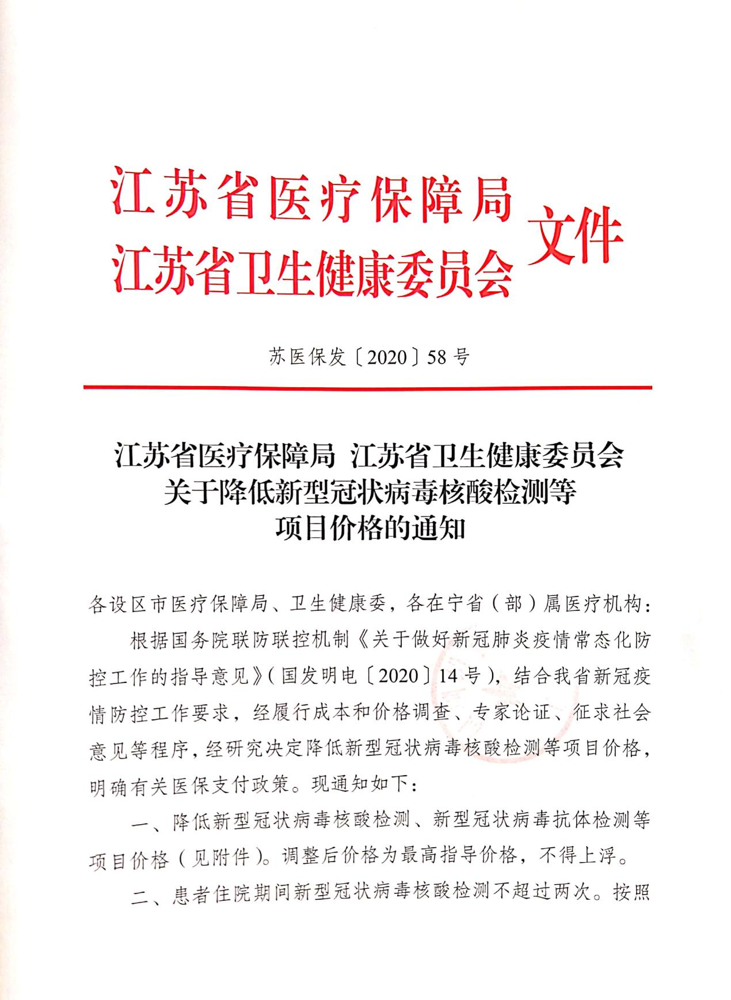 江苏省医疗保障局
江苏省卫生健康委员会
文件
苏医保发〔2020〕58号
江苏省医疗保障局 江苏省卫生健康委员会
关于降低新型冠状病毒核酸检测等
项目价格的通知
各设区市医疗保障局、卫生健康委，各在宁省（部）属医疗机构：
根据国务院联防联控机制《关于做好新冠肺炎疫情常态化防
控工作的指导意见》（国发明电〔2020〕14号），结合我省新冠疫
情防控工作要求，经履行成本和价格调查、专家论证、征求社会
意见等程序，经研究决定降低新型冠状病毒核酸检测等项目价格，
明确有关医保支付政策。现通知如下：
一、降低新型冠状病毒核酸检测、新型冠状病毒抗体检测等
项目价格（见附件）。调整后价格为最高指导价格，不得上浮。
二、患者住院期间新型冠状病毒核酸检测不超过两次。按照